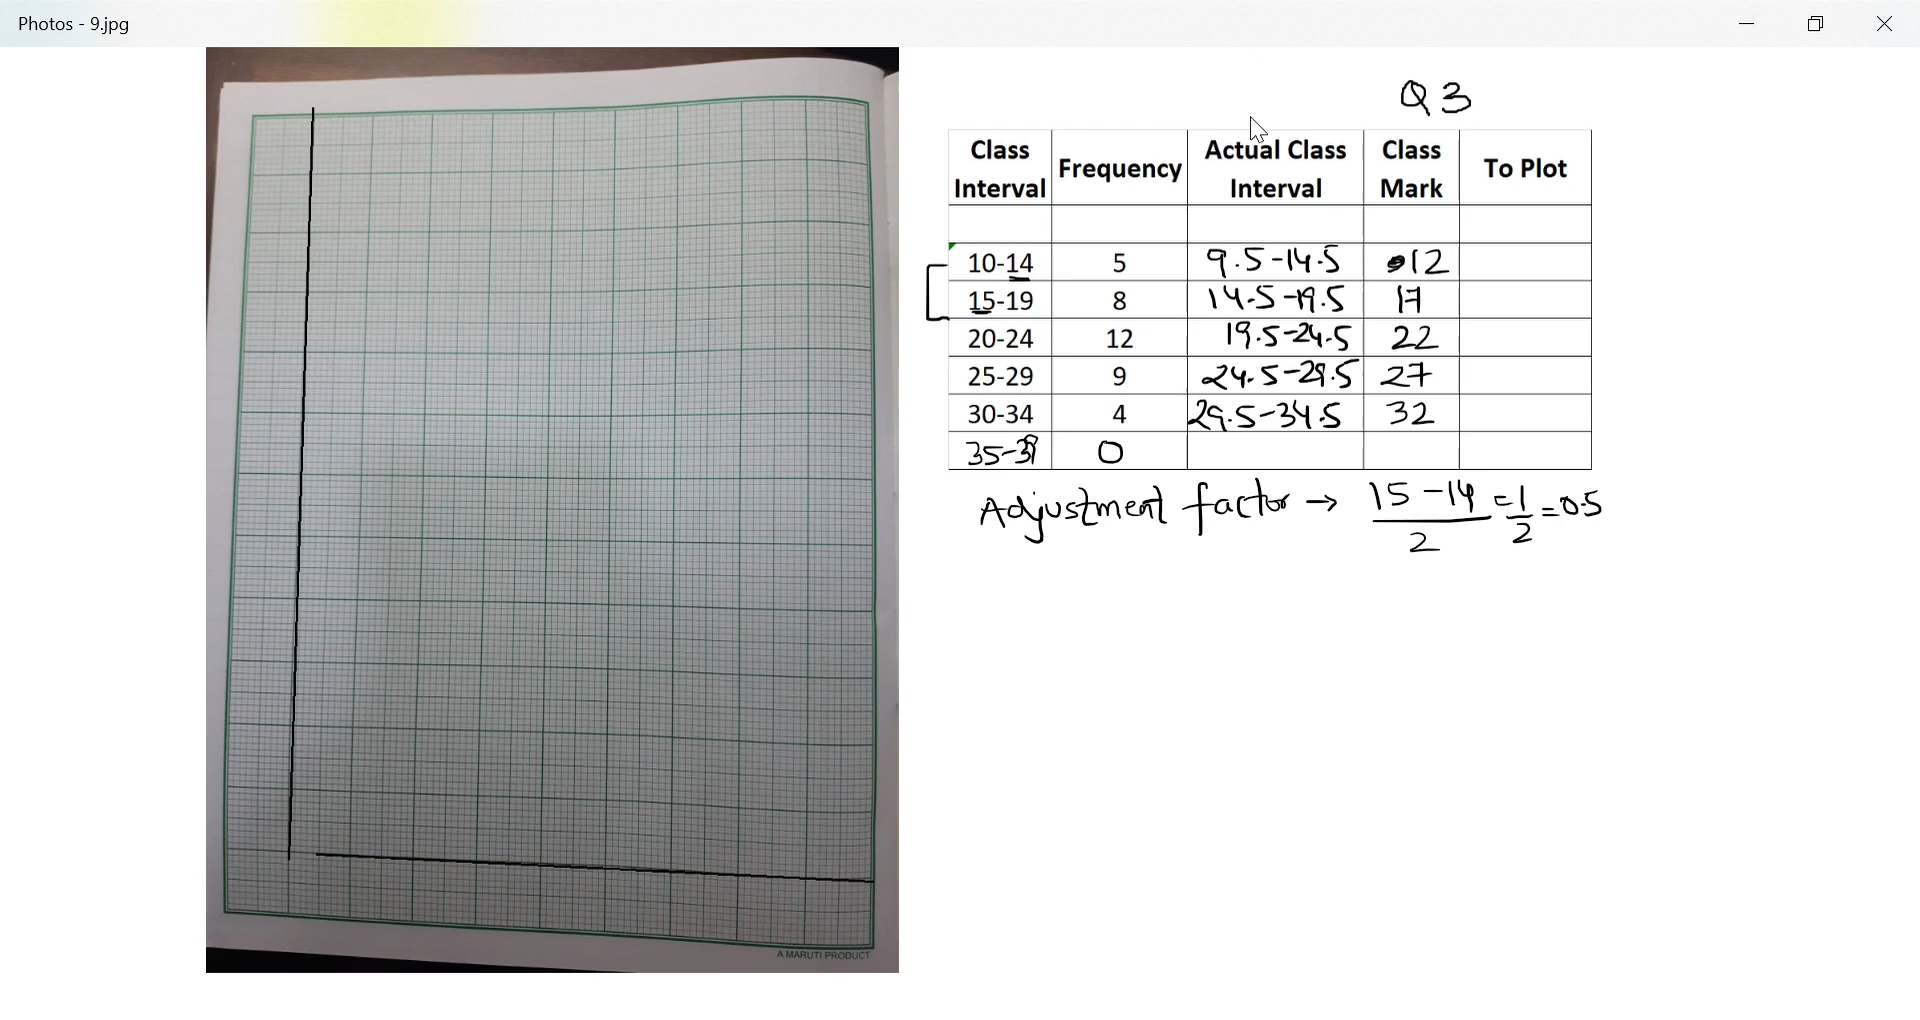 Photos - 9.jpg
Q3
Class Interval Frequency Actual Class Interval Class Mark To Plot
10-14 5 9.5-14.5 12
15-19 8 14.5-19.5 17
20-24 12 19.5-24.5 22
25-29 9 24.5-29.5 27
30-34 4 29.5-34.5 32
35-39 0
Adjustment factor → 15-14/2 = 1/2 = 0.5
A MARUTI PRODUCT